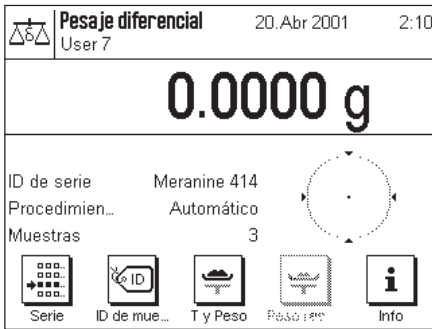 Pesaje diferencial 20.Abr 2001 2:10
User 7
0.0000 g
ID de serie Meranine 414
Procedimien... Automático
Muestras 3
Serie ID de mue... T y Peso Info